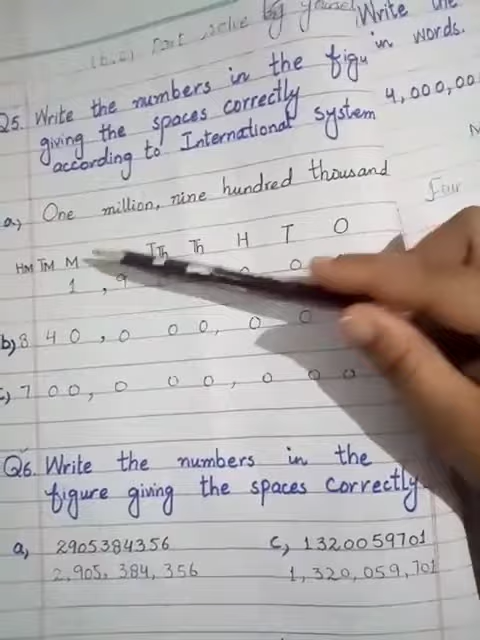 Write the
in words.
Q5. Write the numbers in the figu
giving the spaces correctly
according to International system
4,000,00
a,) One million, nine hundred thousand
Four
HM TM M TTh Th H T O
1 , 9 0 0
b,) 8 4 0 , 0 0 0 , 0 0
c,) 7 0 0 , 0 0 0 , 0 0 0
Q6. Write the numbers in the
figure giving the spaces correctly.
a, 2905384356
2,905,384,356
c, 1320059701
1,320,059,701